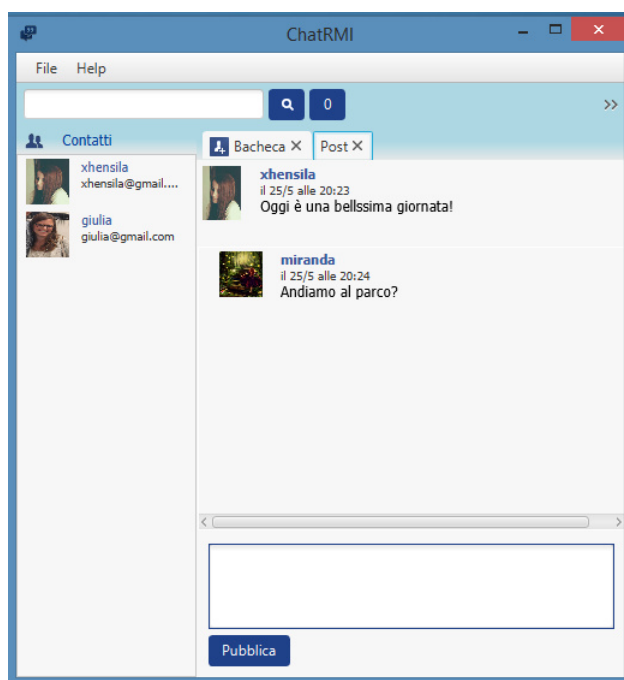 ChatRMI
File Help
0
>>
Contatti
Bacheca Post
xhensila
xhensila@gmail....
giulia
giulia@gmail.com
xhensila
il 25/5 alle 20:23
Oggi è una bellssima giornata!
miranda
il 25/5 alle 20:24
Andiamo al parco?
Pubblica